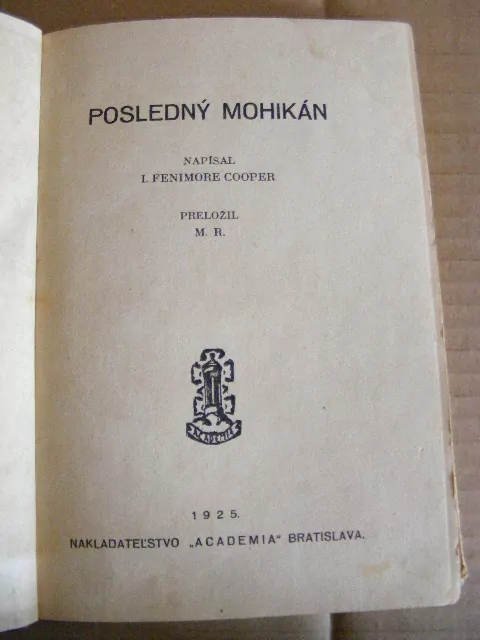 POSLEDNÝ MOHIKÁN
NAPÍSAL
I. FENIMORE COOPER
PRELOŽIL
M. R.
ACADEMIA
1925.
NAKLADATEĽSTVO „ACADEMIA“ BRATISLAVA.